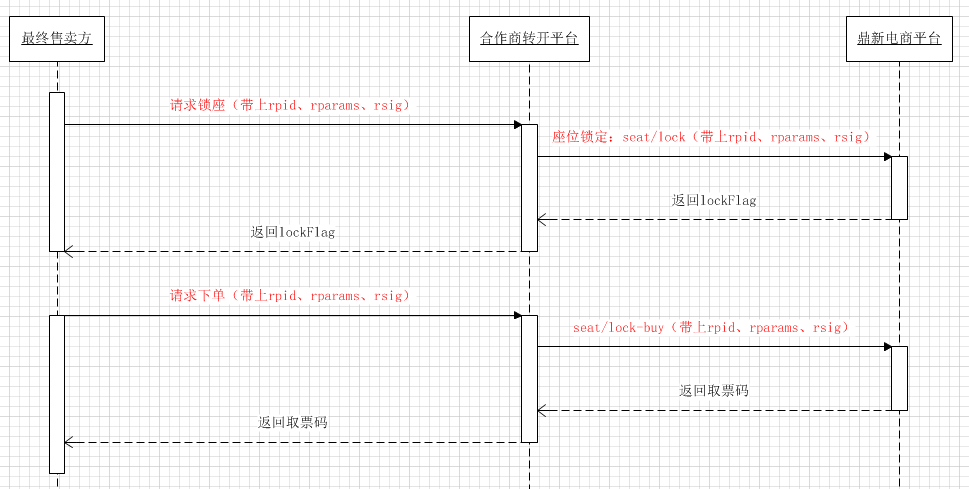 最终售卖方
合作商转开平台
鼎新电商平台
请求锁座（带上rpid、rparams、rsig）
座位锁定：seat/lock（带上rpid、rparams、rsig）
返回lockFlag
返回lockFlag
请求下单（带上rpid、rparams、rsig）
seat/lock-buy（带上rpid、rparams、rsig）
返回取票码
返回取票码